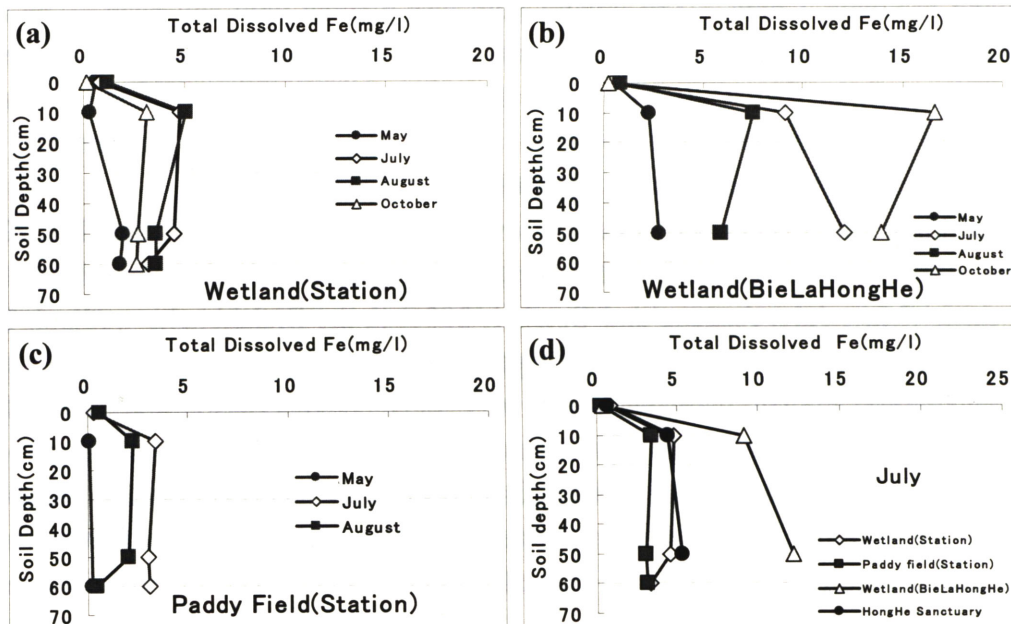 (a)
Total Dissolved Fe(mg/l)
0 5 10 15 20
Soil Depth(cm)
0
10
20
30
40
50
60
70
May
July
August
October
Wetland(Station)
(b)
Total Dissolved Fe(mg/l)
0 5 10 15 20
Soil Depth(cm)
0
10
20
30
40
50
60
70
May
July
August
October
Wetland(BieLaHongHe)
(c)
Total Dissolved Fe(mg/l)
0 5 10 15 20
Soil Depth(cm)
0
10
20
30
40
50
60
70
May
July
August
Paddy Field(Station)
(d)
Total Dissolved Fe(mg/l)
0 5 10 15 20 25
Soil depth(cm)
0
10
20
30
40
50
60
70
July
Wetland(Station)
Paddy field(Station)
Wetland(BieLaHongHe)
HongHe Sanctuary